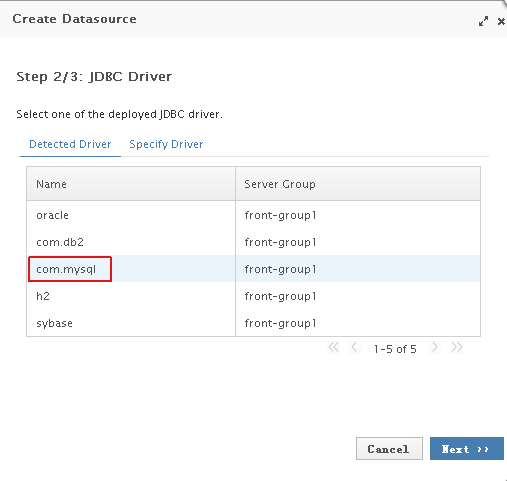 Create Datasource
Step 2/3: JDBC Driver
Select one of the deployed JDBC driver.
Detected Driver Specify Driver
Name Server Group
oracle front-group1
com.db2 front-group1
com.mysql front-group1
h2 front-group1
sybase front-group1
1-5 of 5
Cancel Next >>